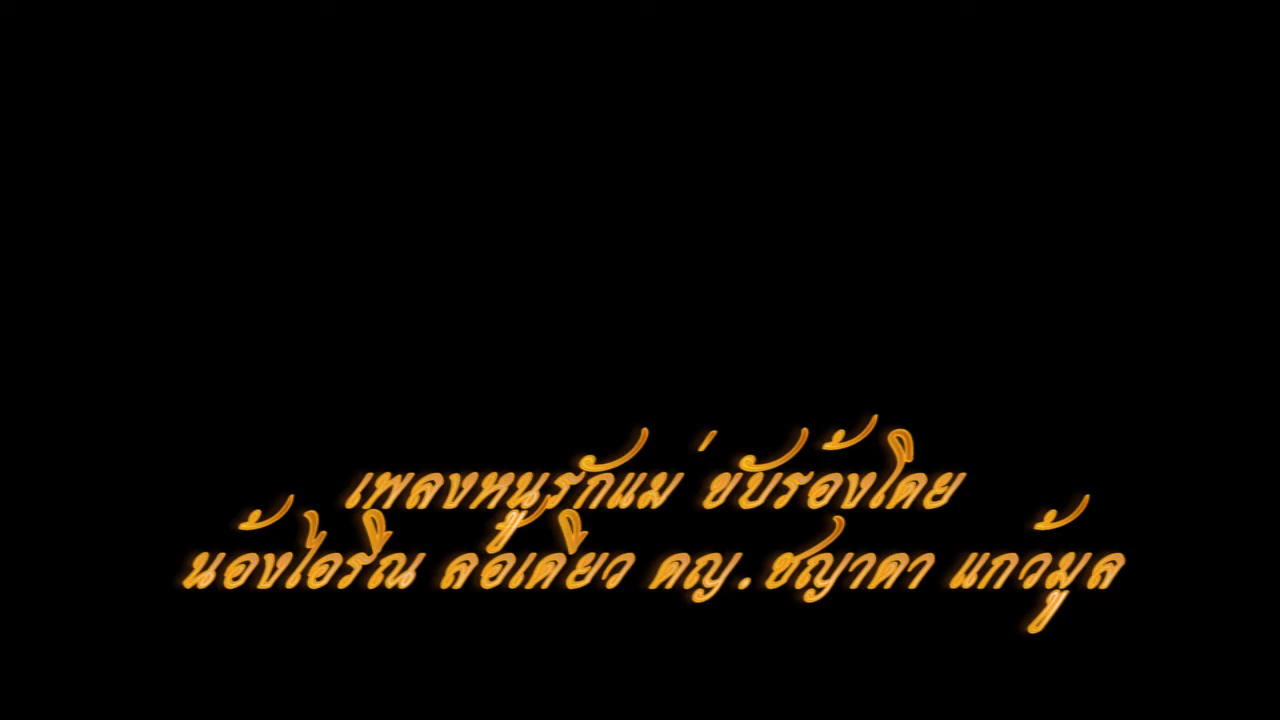 เพลงหนูรักแม่ ขับร้องโดย
น้องไอริณ ล้อเดียว ดญ.ชญาดา แก้วมูล